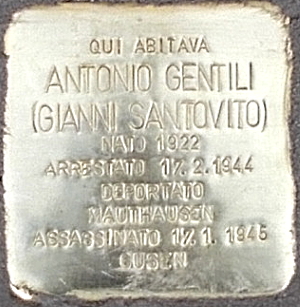 QUI ABITAVA
ANTONIO GENTILI
(GIANNI SANTOVITO)
NATO 1922
ARRESTATO 17.2.1944
DEPORTATO
MAUTHAUSEN
ASSASSINATO 17.1.1945
GUSEN